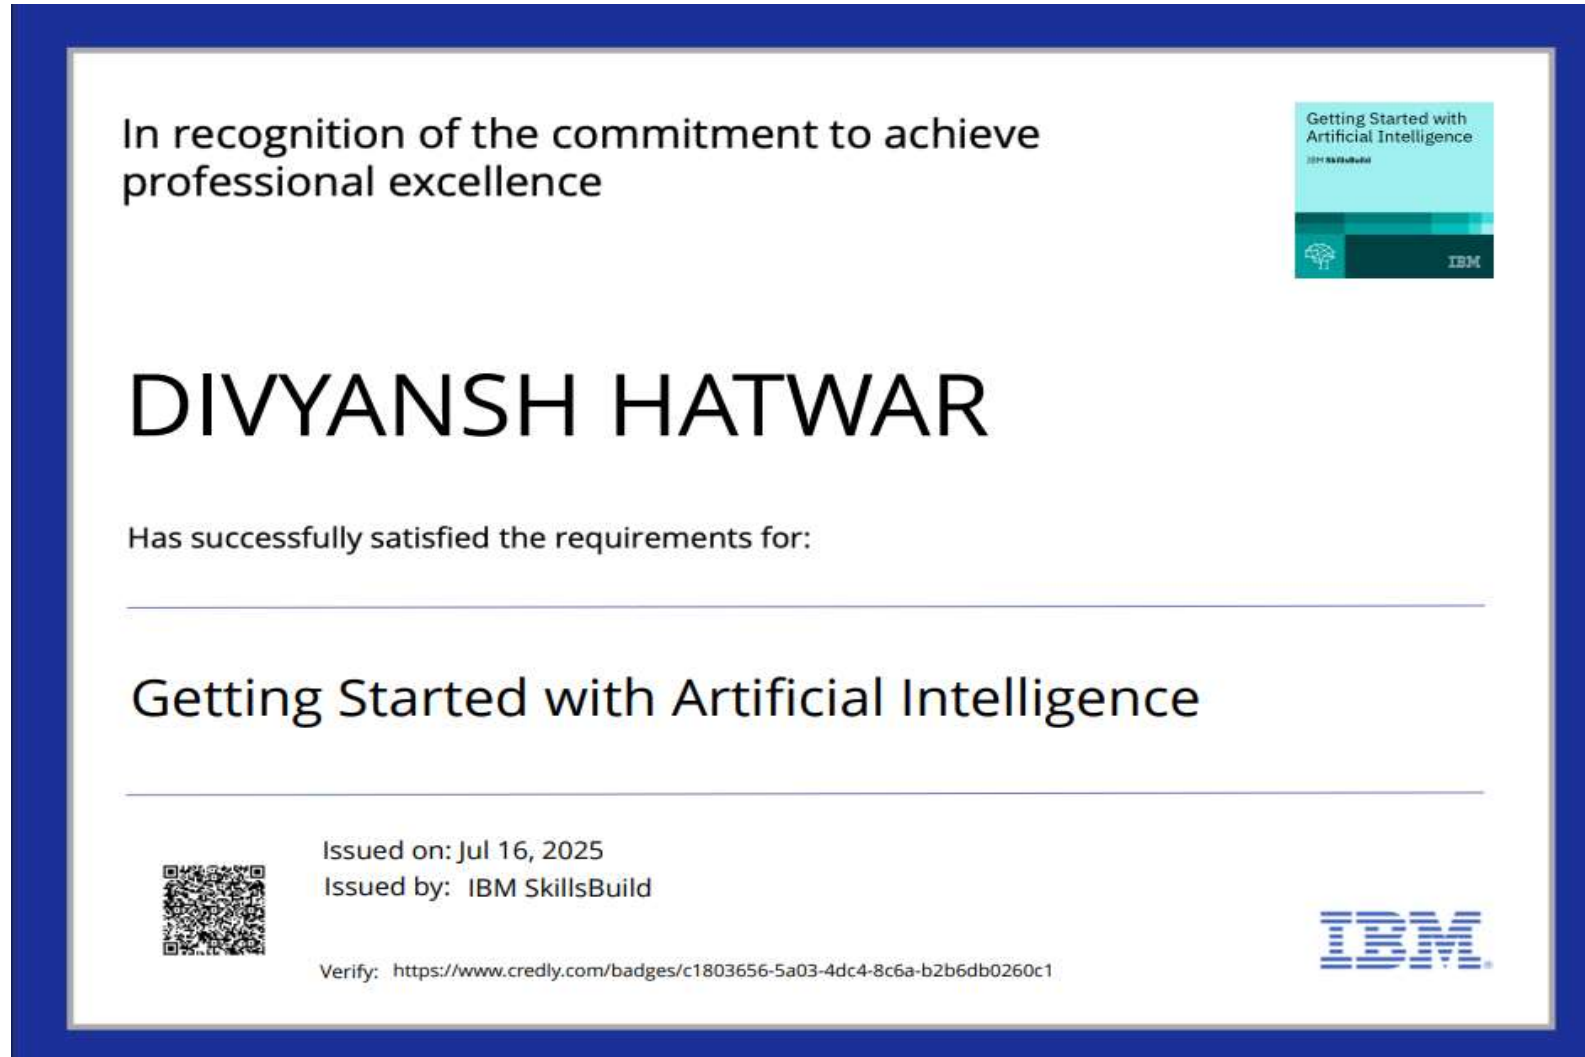 In recognition of the commitment to achieve
professional excellence
Getting Started with
Artificial Intelligence
IBM SkillsBuild
IBM
DIVYANSH HATWAR
Has successfully satisfied the requirements for:
Getting Started with Artificial Intelligence
Issued on: Jul 16, 2025
Issued by: IBM SkillsBuild
Verify: https://www.credly.com/badges/c1803656-5a03-4dc4-8c6a-b2b6db0260c1
IBM